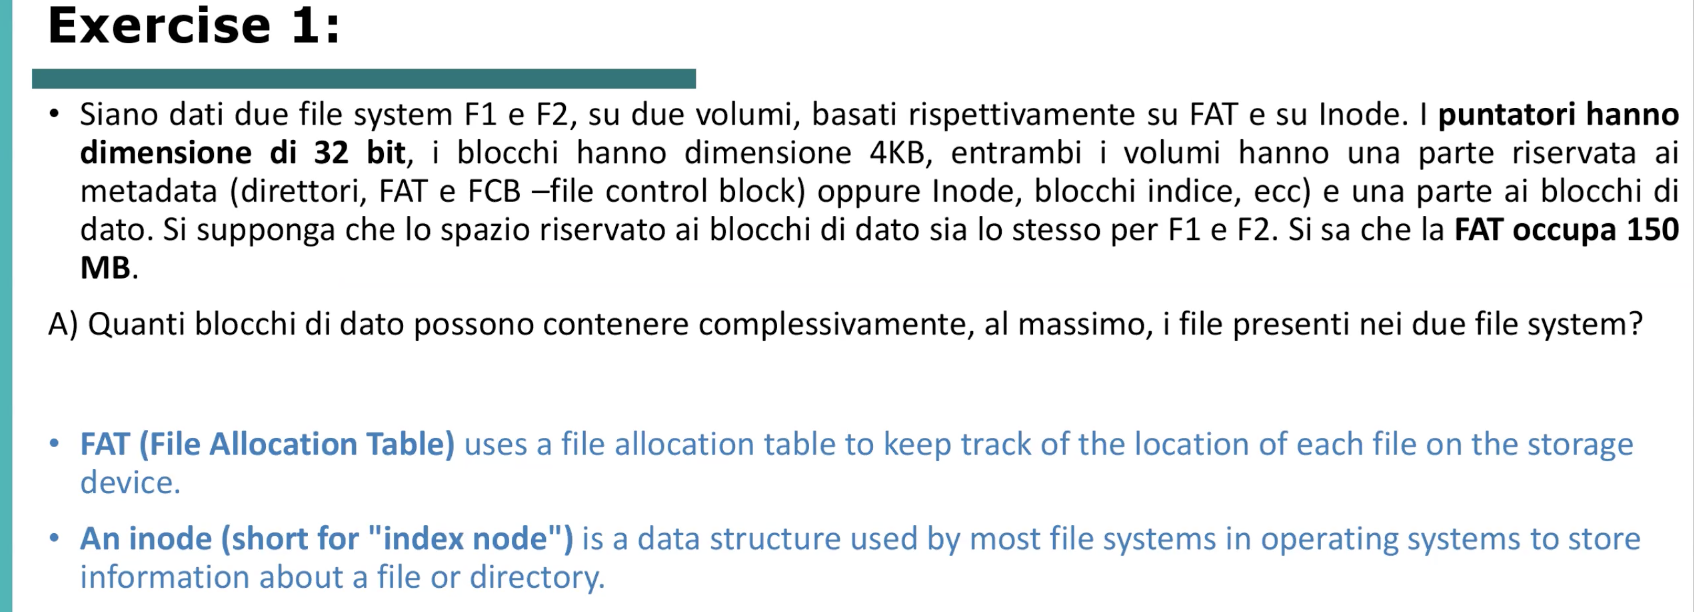 Exercise 1:
• Siano dati due file system F1 e F2, su due volumi, basati rispettivamente su FAT e su Inode. I puntatori hanno
dimensione di 32 bit, i blocchi hanno dimensione 4KB, entrambi i volumi hanno una parte riservata ai
metadata (direttori, FAT e FCB –file control block) oppure Inode, blocchi indice, ecc) e una parte ai blocchi di
dato. Si supponga che lo spazio riservato ai blocchi di dato sia lo stesso per F1 e F2. Si sa che la FAT occupa 150
MB.
A) Quanti blocchi di dato possono contenere complessivamente, al massimo, i file presenti nei due file system?
• FAT (File Allocation Table) uses a file allocation table to keep track of the location of each file on the storage
device.
• An inode (short for "index node") is a data structure used by most file systems in operating systems to store
information about a file or directory.